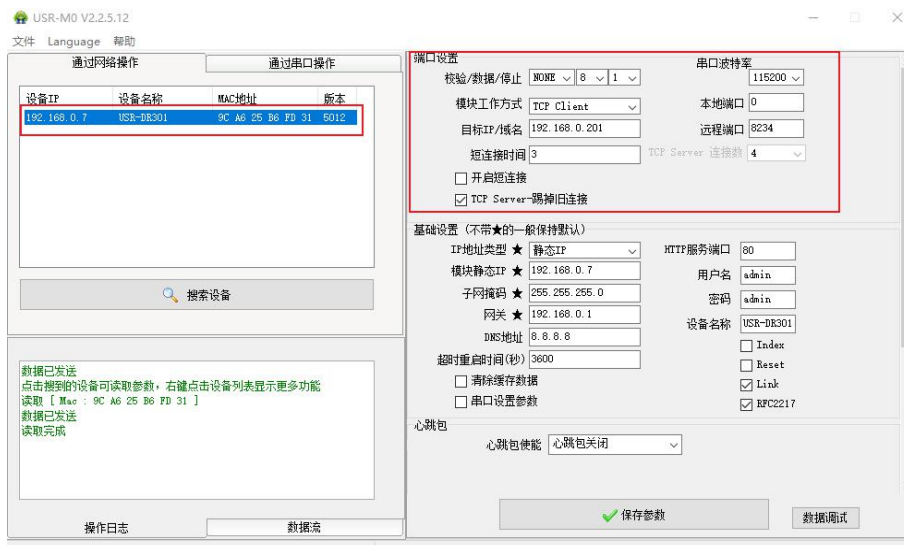 USR-M0 V2.2.5.12
文件 Language 帮助
通过网络操作 通过串口操作
设备IP 设备名称 MAC地址 版本
192.168.0.7 USR-DR301 9C A6 25 B6 FD 31 5012
搜索设备
数据已发送
点击搜到的设备可读取参数，右键点击设备列表显示更多功能
读取 [ Mac : 9C A6 25 B6 FD 31 ]
数据已发送
读取完成
操作日志 数据流
端口设置
串口波特率
校验/数据/停止 NONE 8 1 115200
模块工作方式 TCP Client 本地端口 0
目标IP/域名 192.168.0.201 远程端口 8234
短连接时间 3 TCP Server 连接数 4
开启短连接
TCP Server-踢掉旧连接
基础设置（不带★的一般保持默认）
IP地址类型 ★ 静态IP HTTP服务端口 80
模块静态IP ★ 192.168.0.7 用户名 admin
子网掩码 ★ 255.255.255.0 密码 admin
网关 ★ 192.168.0.1 设备名称 USR-DR301
DNS地址 8.8.8.8 Index
超时重启时间(秒) 3600 Reset
清除缓存数据 Link
串口设置参数 RFC2217
心跳包
心跳包使能 心跳包关闭
保存参数 数据调试